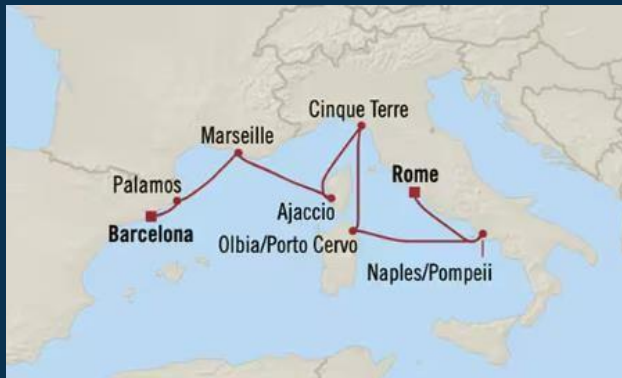 Cinque Terre
Marseille
Rome
Palamos
Ajaccio
Barcelona
Olbia/Porto Cervo
Naples/Pompeii